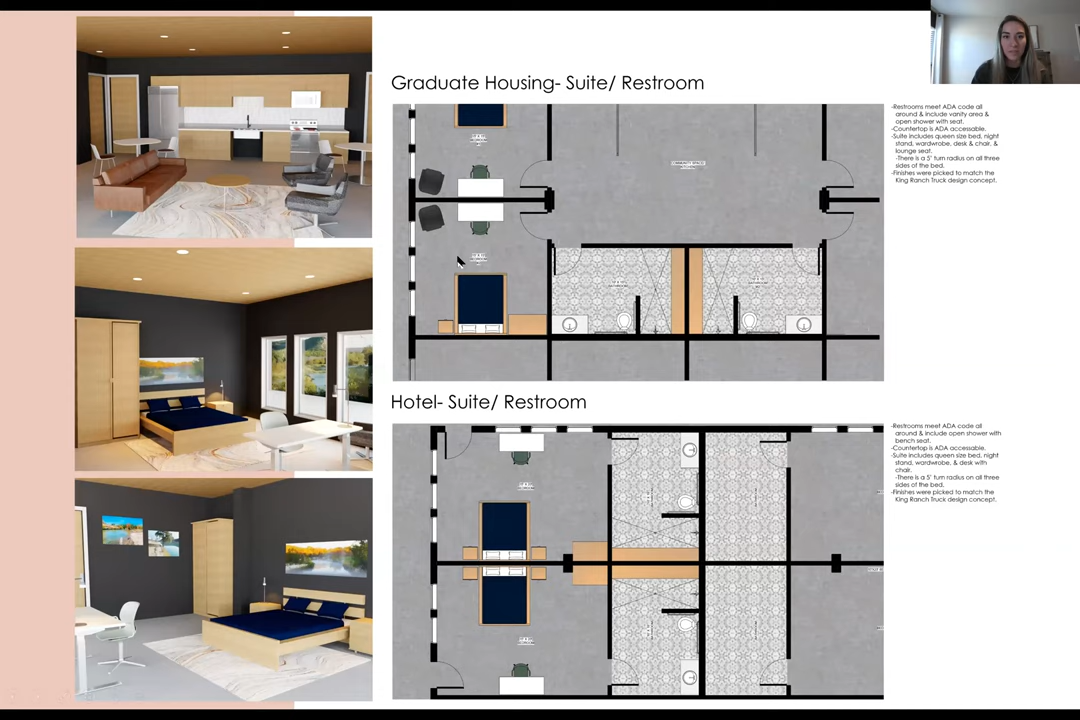 Graduate Housing- Suite/ Restroom
-Restrooms meet ADA code all
around & include vanity area &
open shower with seat.
-Countertop is ADA accessable.
-Suite includes queen size bed, night
stand, wardwrobe, desk & chair, &
lounge seat.
-There is a 5' turn radius on all three
sides of the bed.
-Finishes were picked to match the
King Ranch Truck design concept.
Hotel- Suite/ Restroom
-Restrooms meet ADA code all
around & include open shower with
bench seat.
-Countertop is ADA accessable.
-Suite includes queen size bed, night
stand, wardwrobe, & desk with
chair.
-There is a 5' turn radius on all three
sides of the bed.
-Finishes were picked to match the
King Ranch Truck design concept.